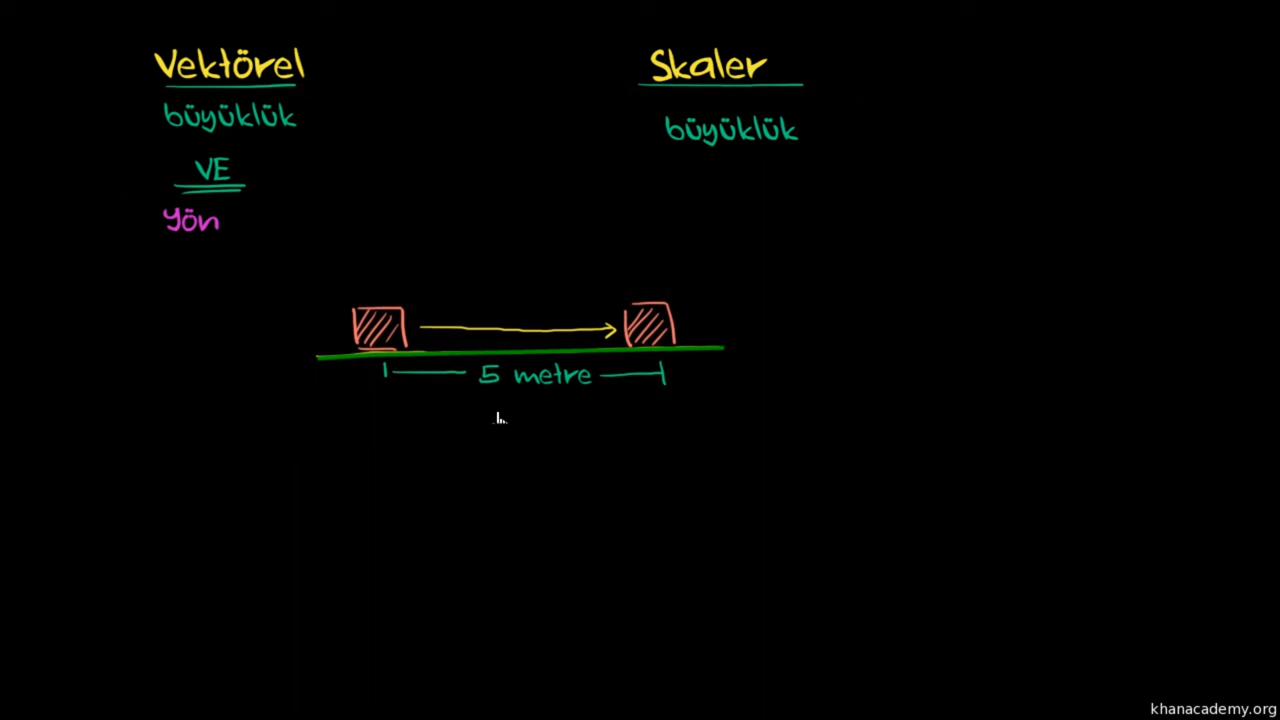 Vektörel
Skaler
büyüklük
büyüklük
VE
Yön
5 metre
khanacademy.org